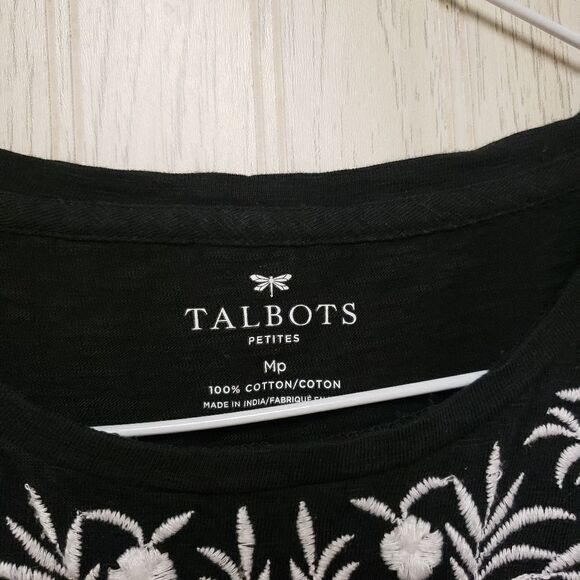 TALBOTS
PETITES
Mp
100% COTTON/COTON
MADE IN INDIA/FABRIQUÉ